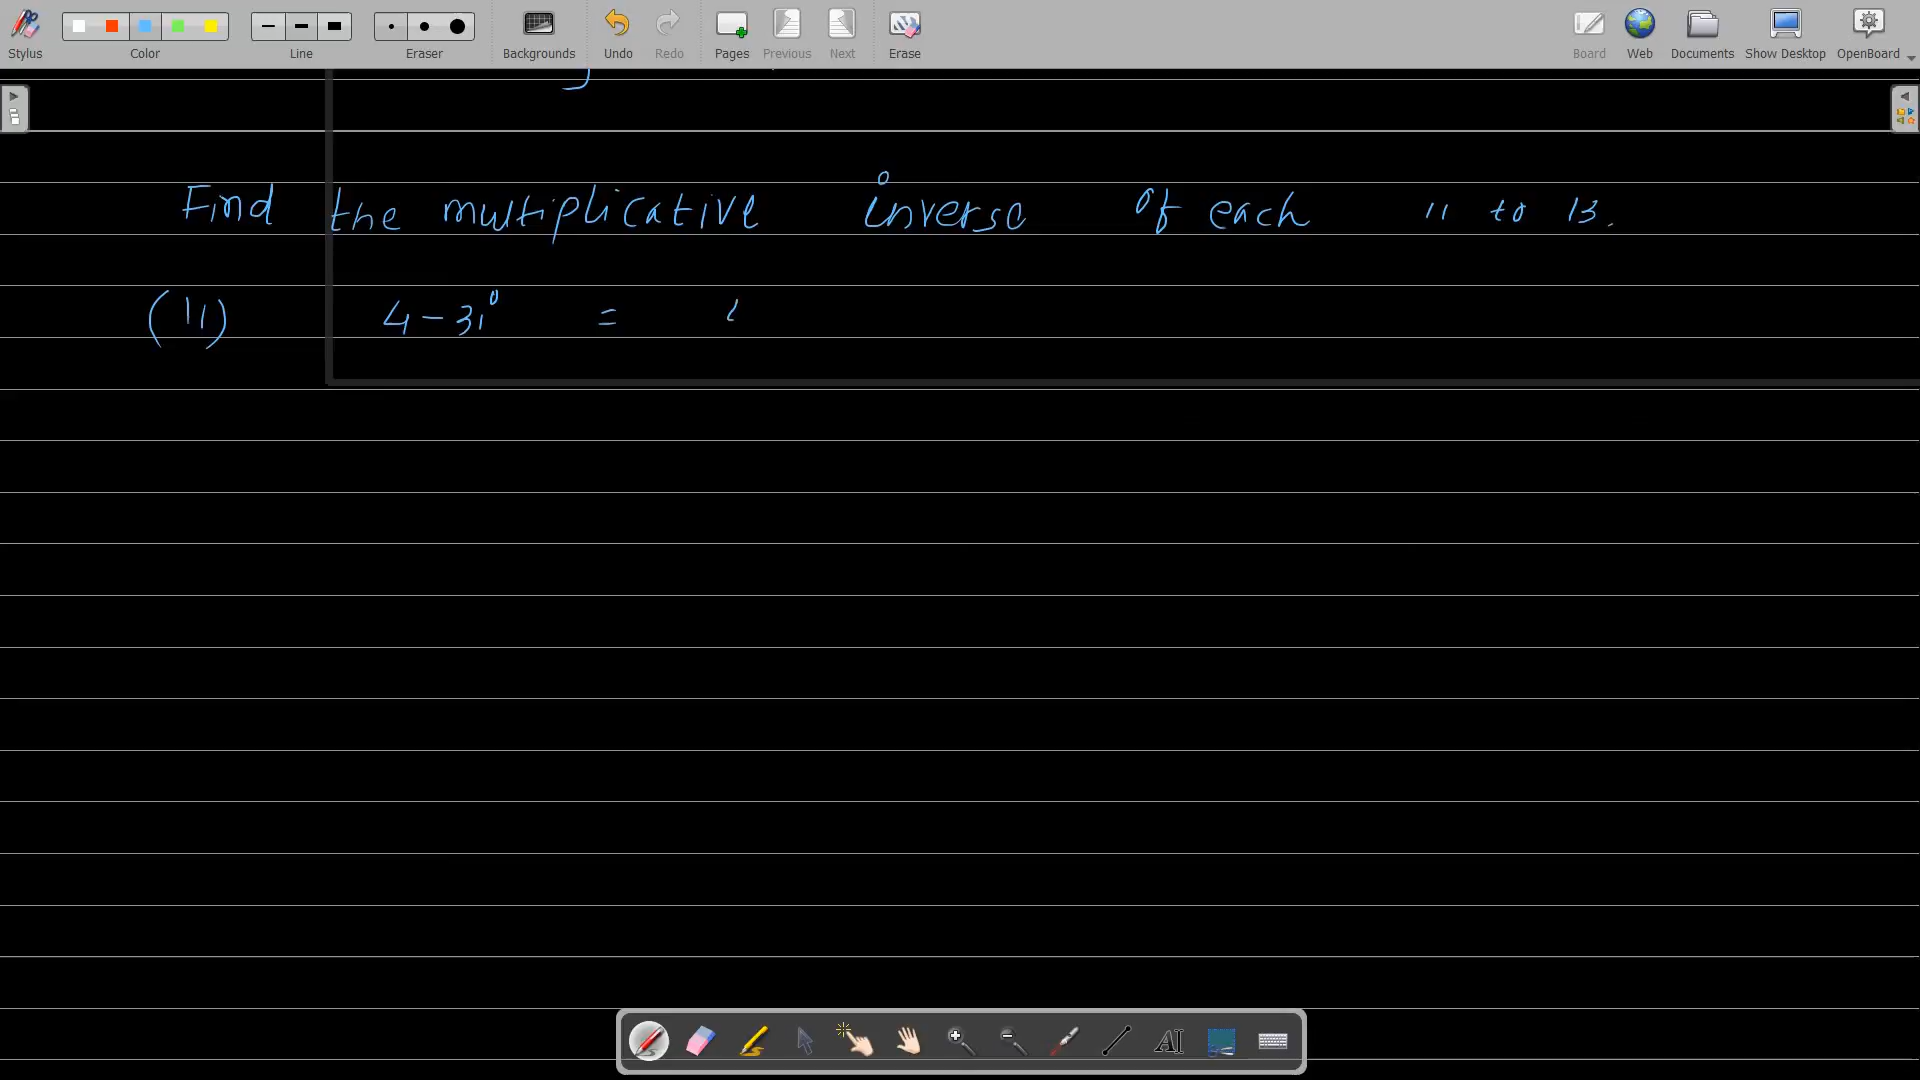 Stylus Color Line Eraser Backgrounds Undo Redo Pages Previous Next Erase Board Web Documents Show Desktop OpenBoard
Find the multiplicative inverse of each 11 to 13.
(11) 4-3i =